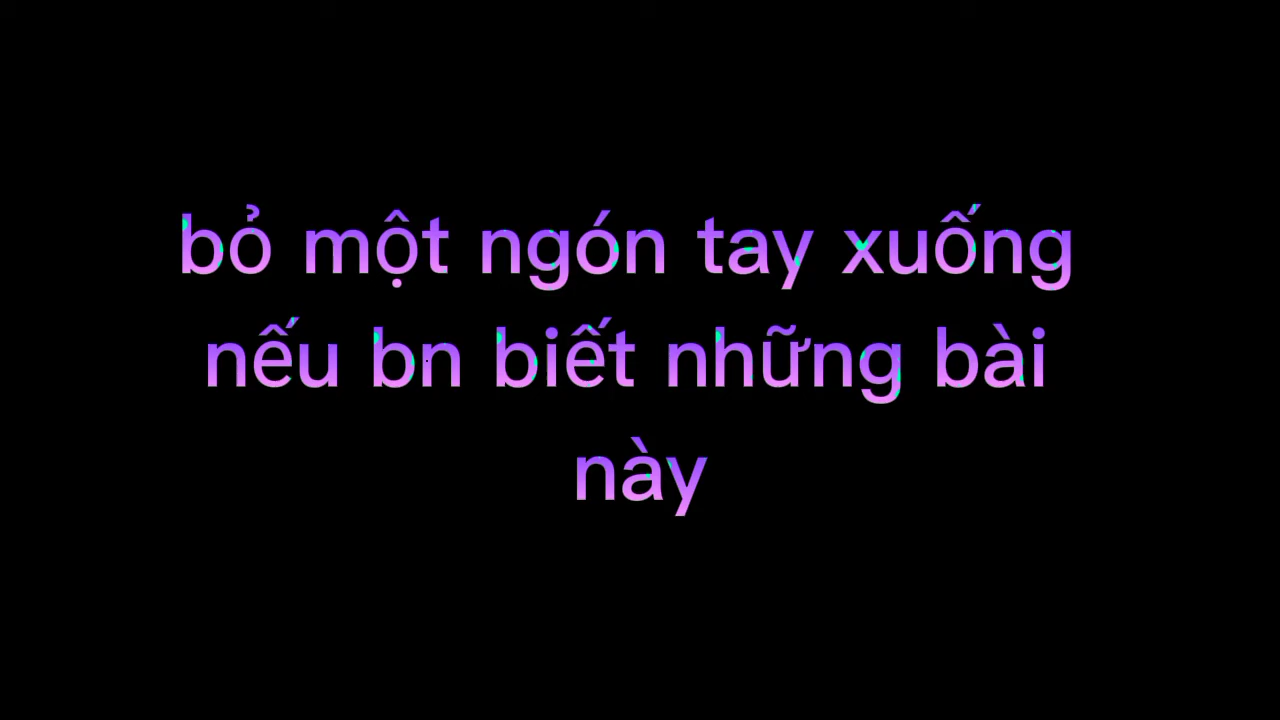 bỏ một ngón tay xuống
nếu bn biết những bài
này